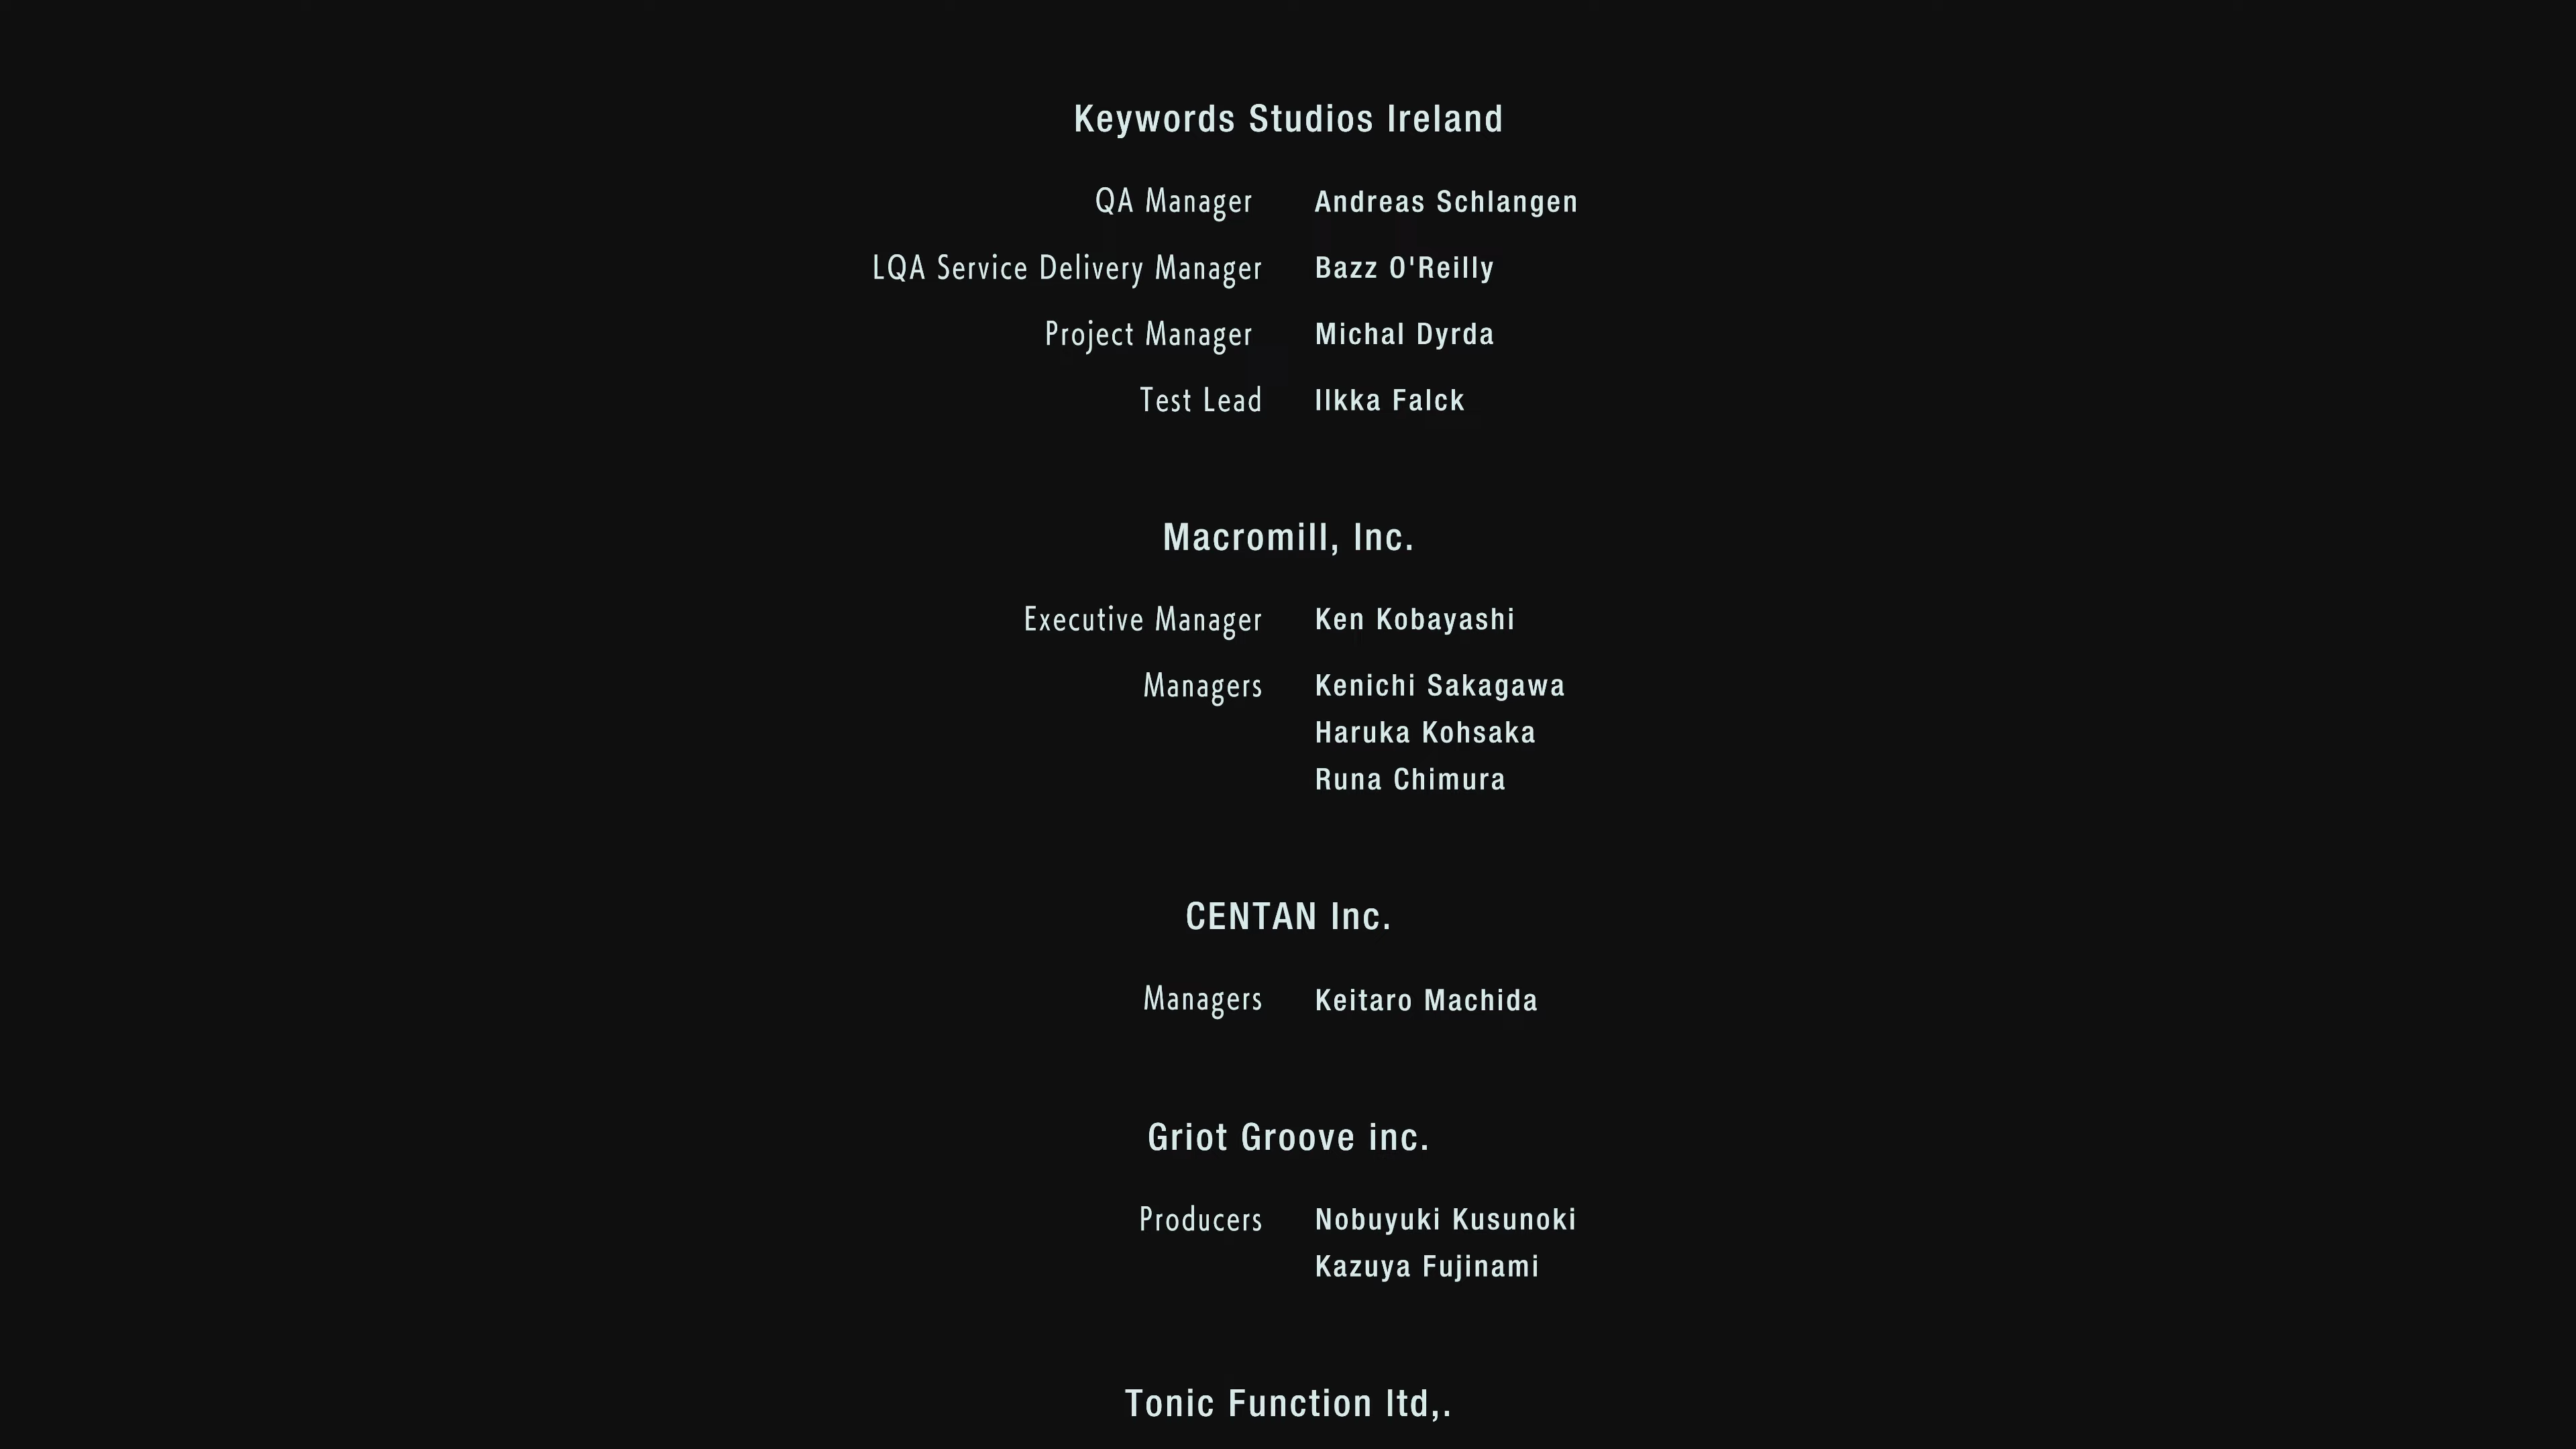 Keywords Studios Ireland
QA Manager Andreas Schlangen
LQA Service Delivery Manager Bazz O'Reilly
Project Manager Michal Dyrda
Test Lead Ilkka Falck
Macromill, Inc.
Executive Manager Ken Kobayashi
Managers Kenichi Sakagawa
Haruka Kohsaka
Runa Chimura
CENTAN Inc.
Managers Keitaro Machida
Griot Groove inc.
Producers Nobuyuki Kusunoki
Kazuya Fujinami
Tonic Function ltd,.